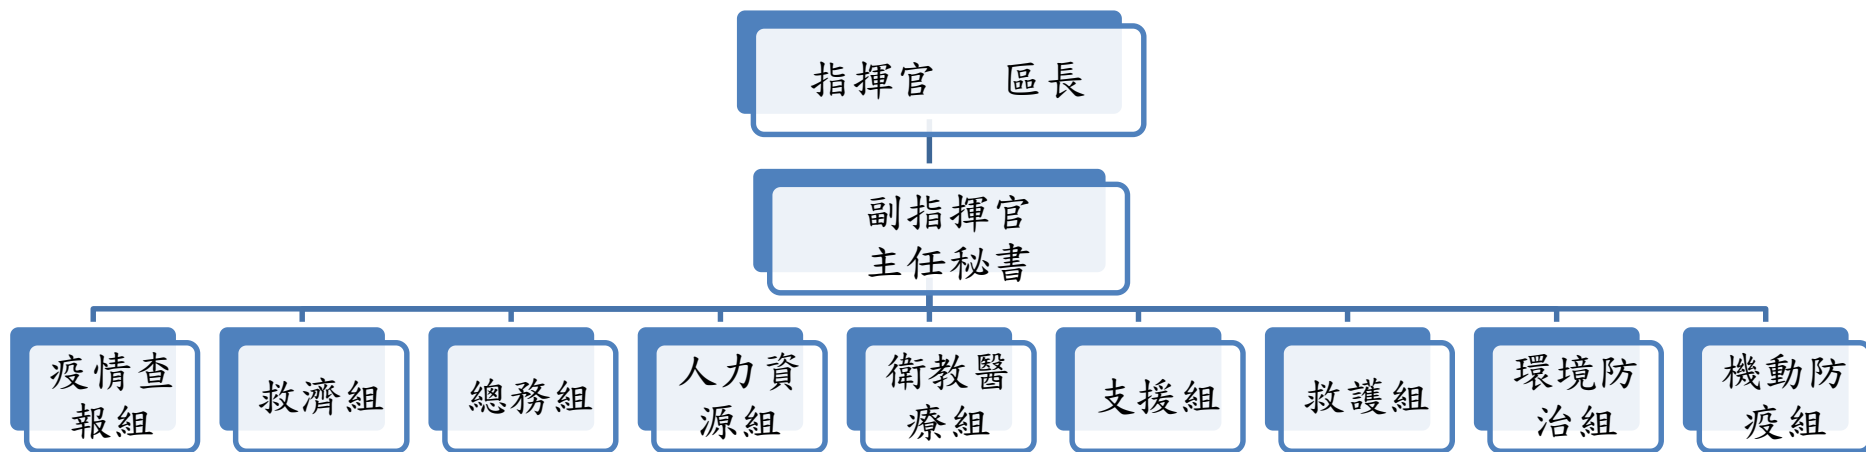 指揮官　區長
副指揮官
主任秘書
疫情查
報組
救濟組
總務組
人力資
源組
衛教醫
療組
支援組
救護組
環境防
治組
機動防
疫組